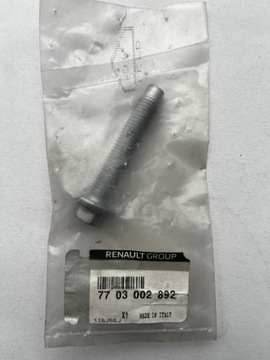 RENAULT GROUP
77 03 002 892
X1 MADE IN ITALY